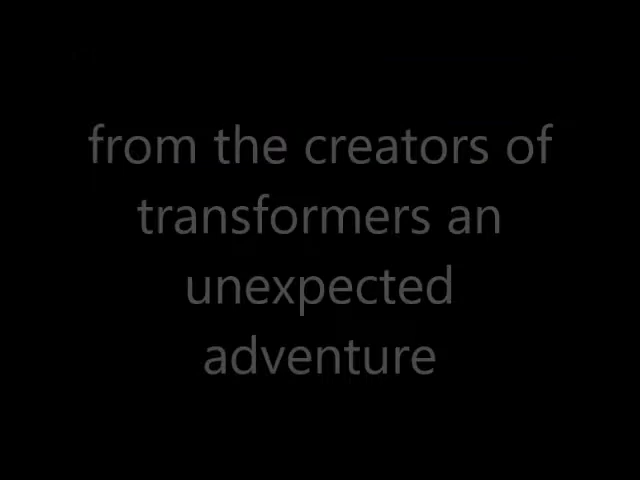 from the creators of
transformers an
unexpected
adventure